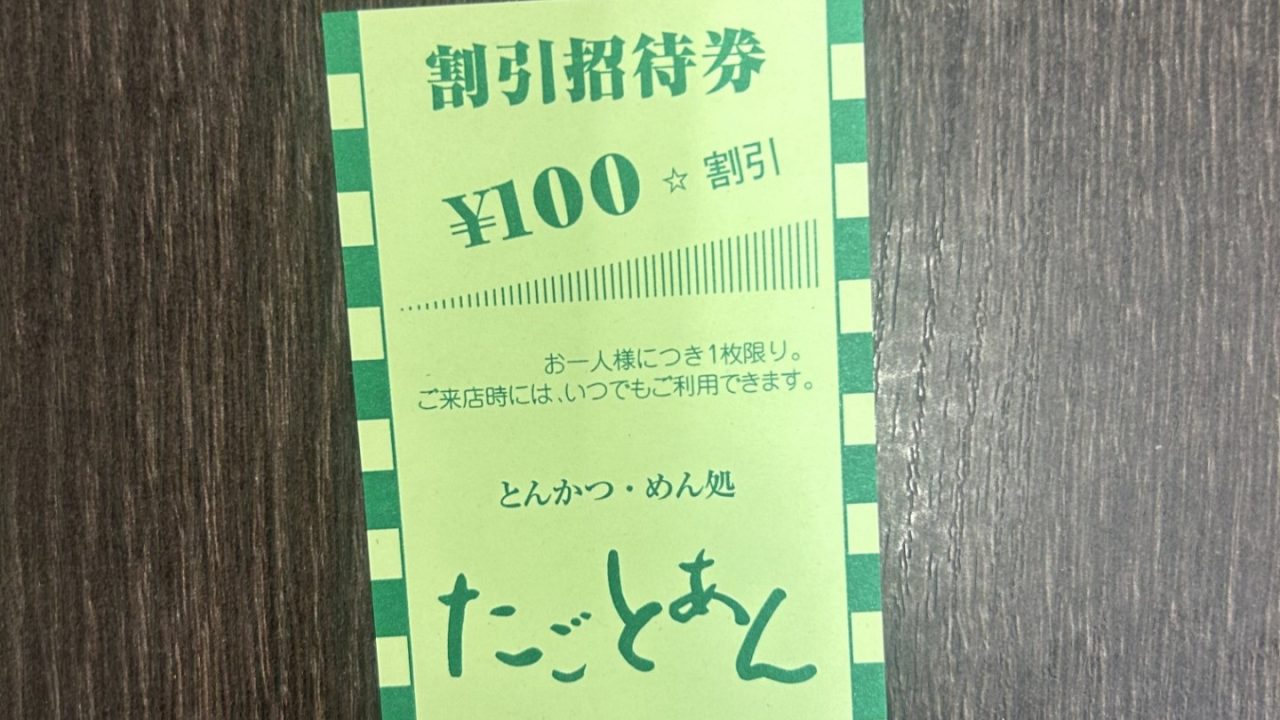 割引招待券
¥100☆割引
お一人様につき1枚限り。
ご来店時には、いつでもご利用できます。
とんかつ・めん処
たごとあん